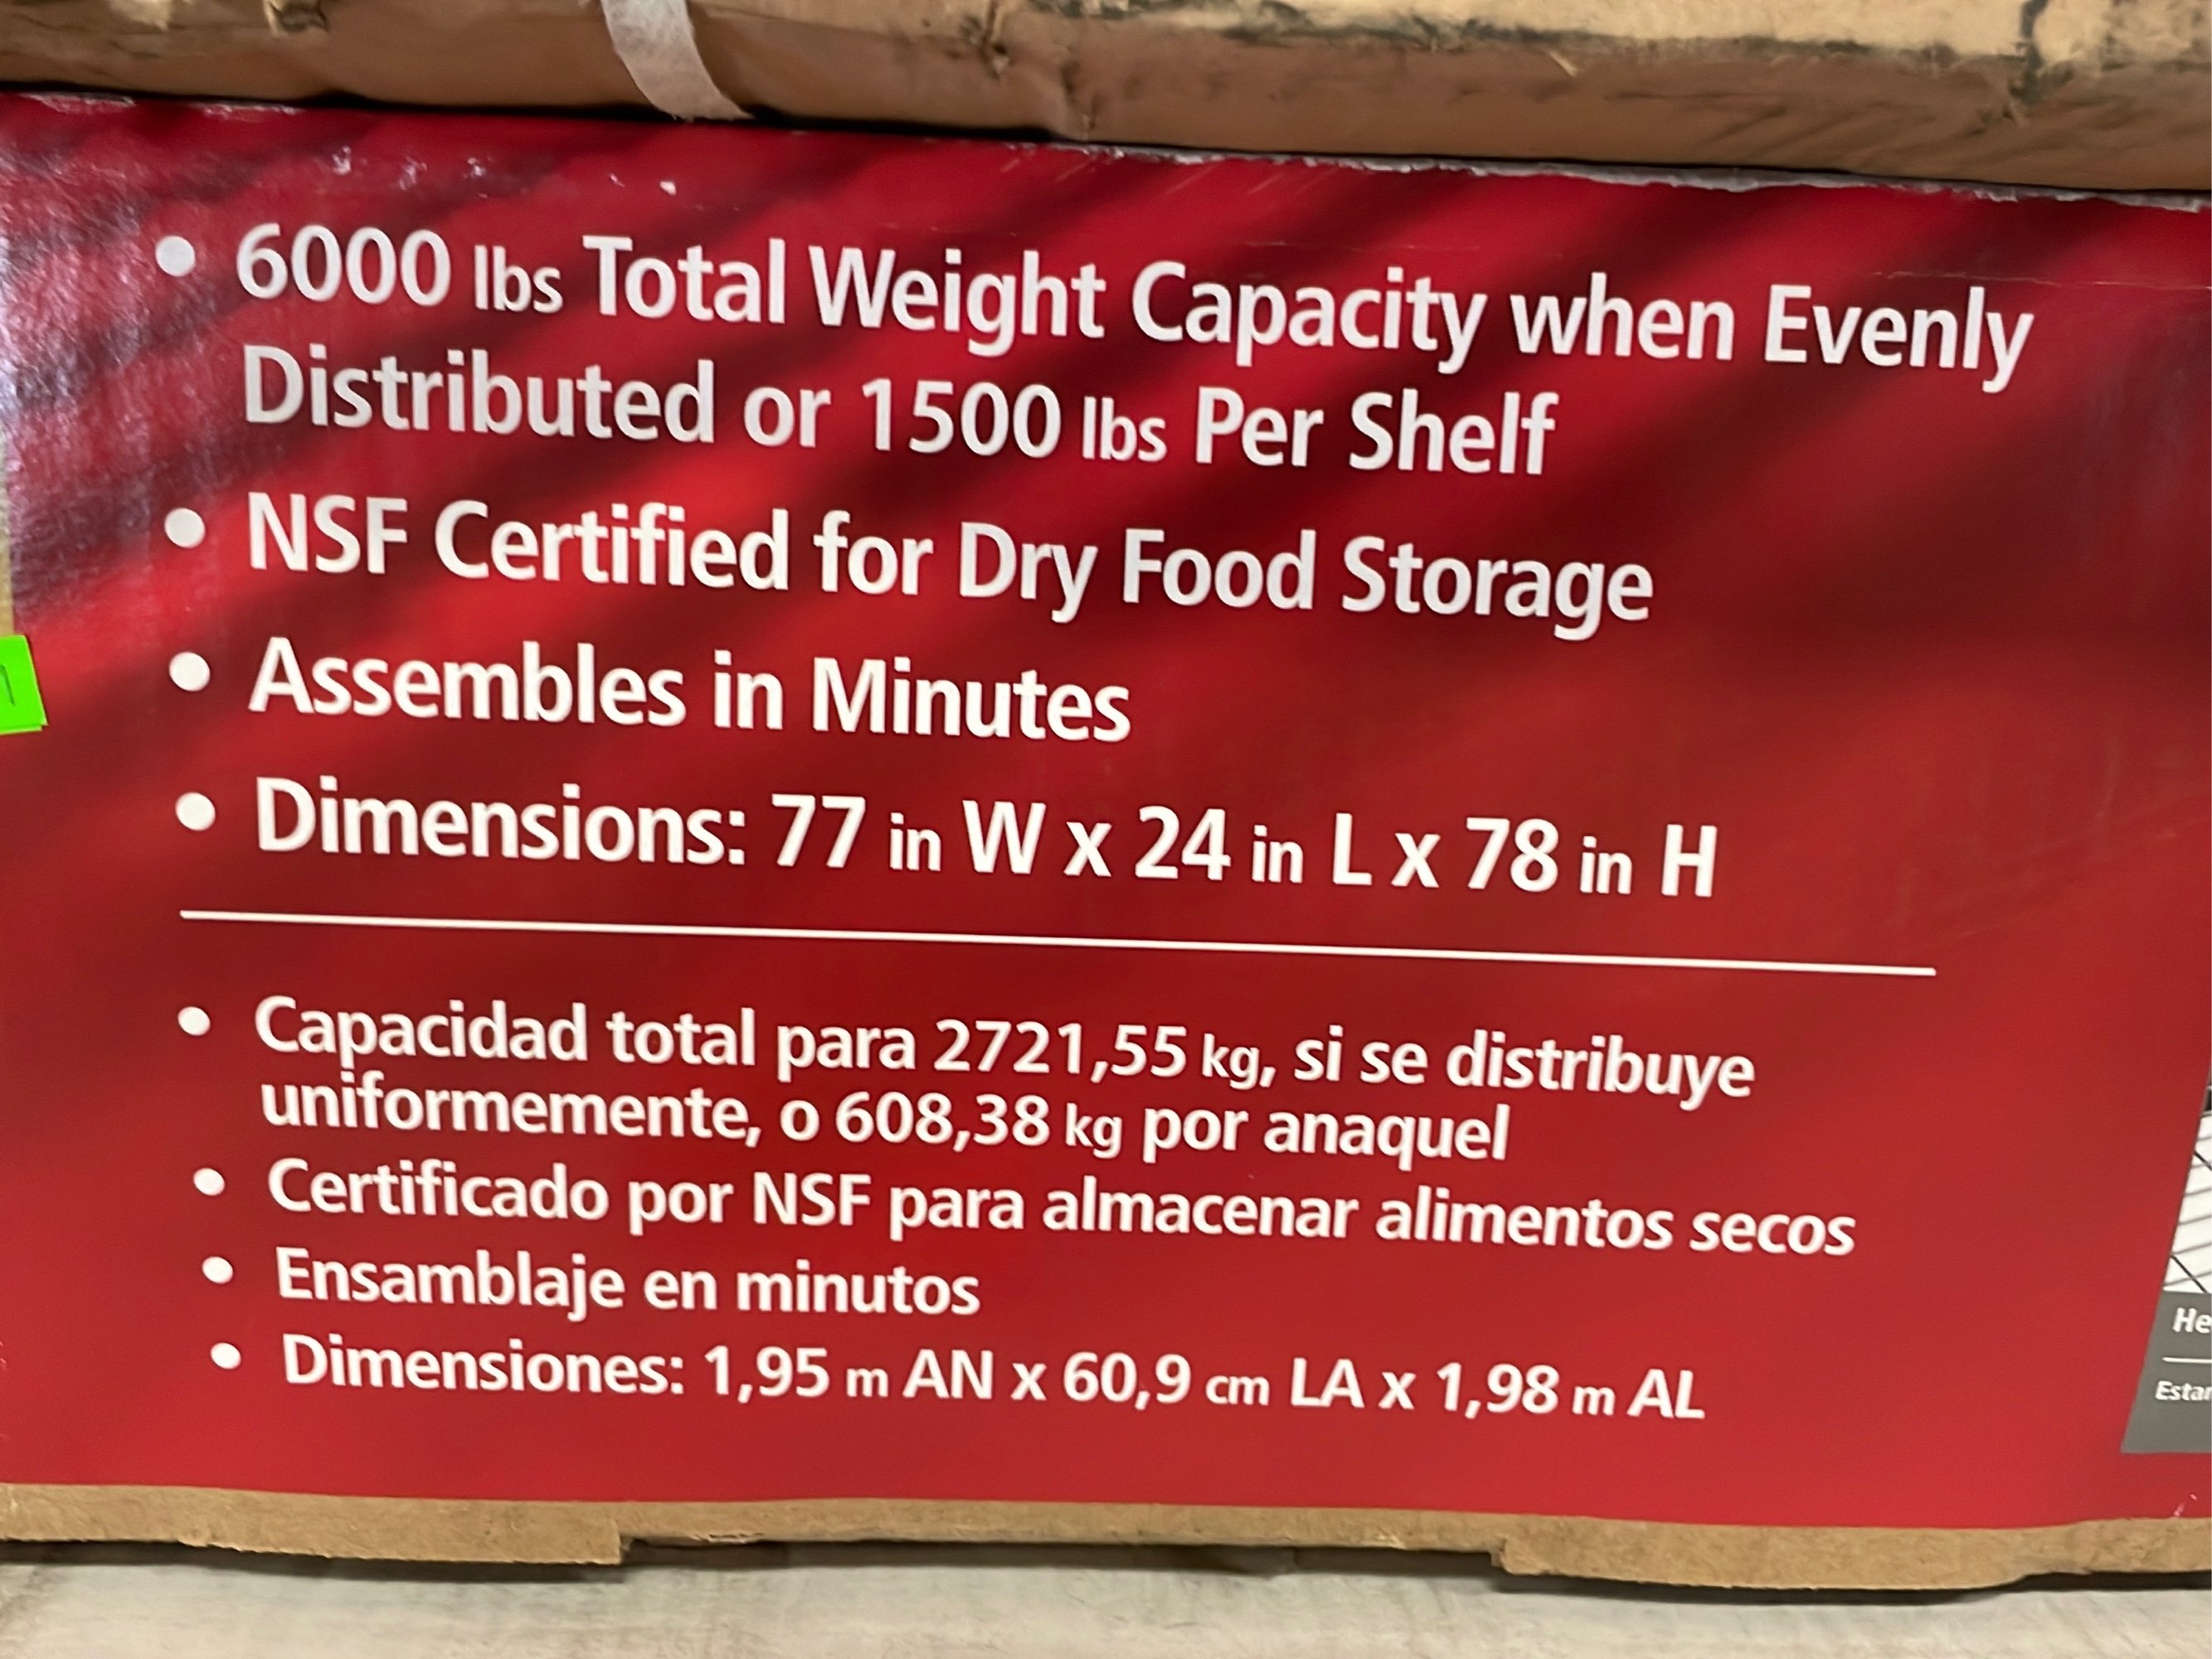 • 6000 lbs Total Weight Capacity when Evenly
Distributed or 1500 lbs Per Shelf
• NSF Certified for Dry Food Storage
• Assembles in Minutes
• Dimensions: 77 in W x 24 in L x 78 in H
• Capacidad total para 2721,55 kg, si se distribuye
uniformemente, o 608,38 kg por anaquel
• Certificado por NSF para almacenar alimentos secos
• Ensamblaje en minutos
• Dimensiones: 1,95 m AN x 60,9 cm LA x 1,98 m AL